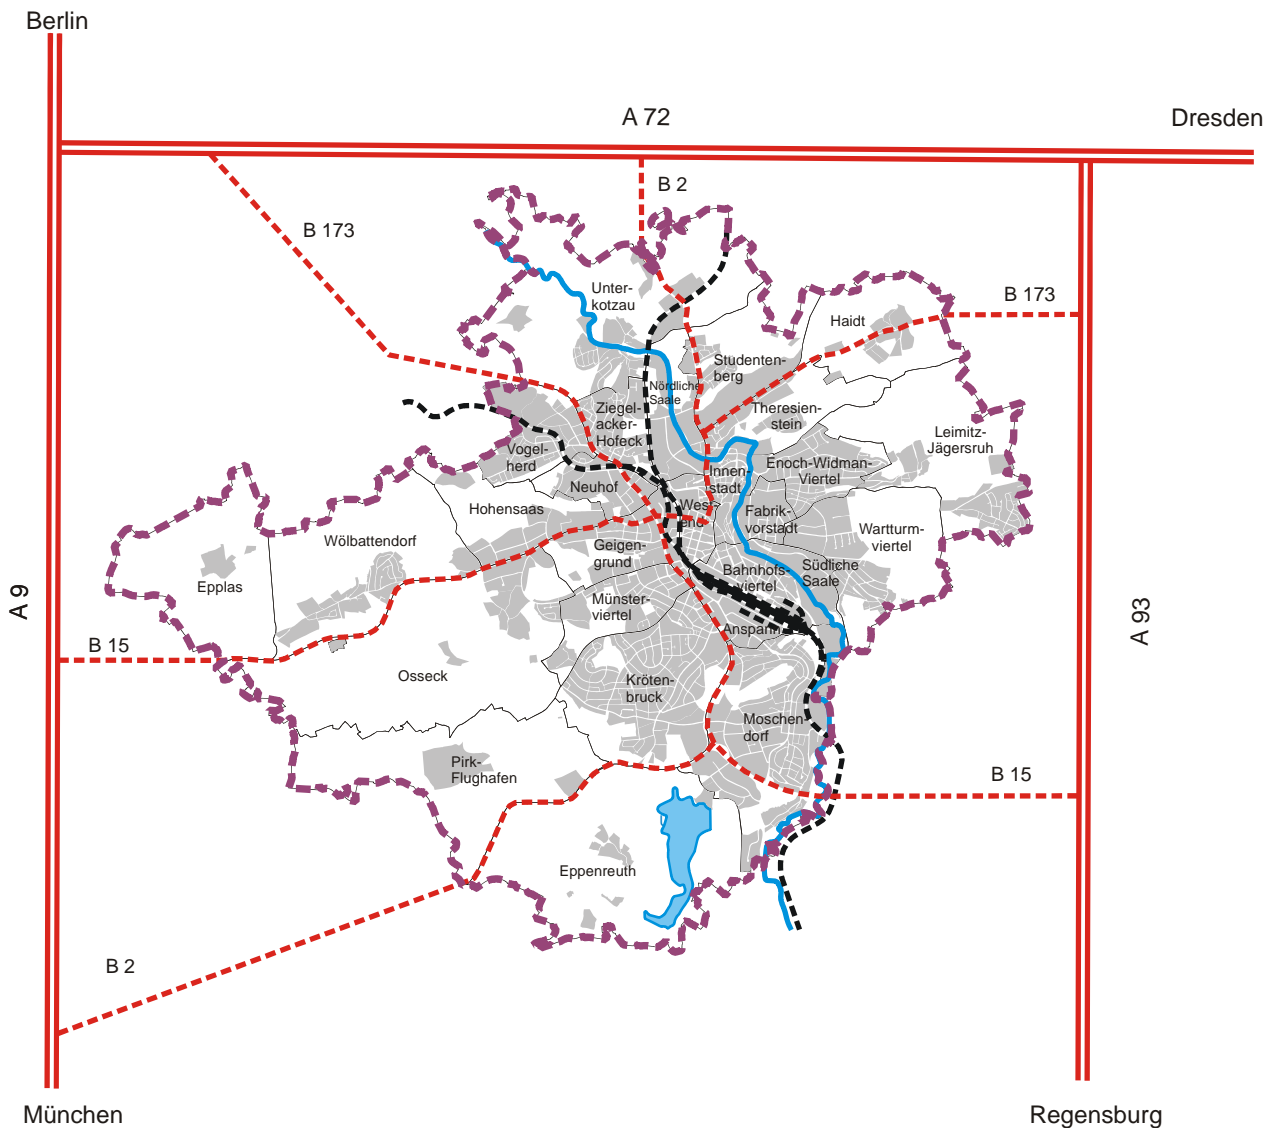 Berlin
A 72
Dresden
B 2
B 173
Unter-
kotzau
B 173
Haidt
Studenten-
berg
Nördliche
Saale
Ziegel-
acker-
Hofeck
Theresien-
stein
Leimitz-
Jägersruh
Vogel-
herd
Innen-
stadt
Enoch-Widman-
Viertel
Neuhof
Hohensaas
West-
end
Fabrik-
vorstadt
Wartturm-
viertel
Wölbattendorf
Geigen-
grund
Epplas
Bahnhofs-
viertel
Südliche
Saale
A 9
Münster-
viertel
A 93
Anspann
B 15
Osseck
Kröten-
bruck
Moschen-
dorf
Pirk-
Flughafen
B 15
Eppenreuth
B 2
München
Regensburg